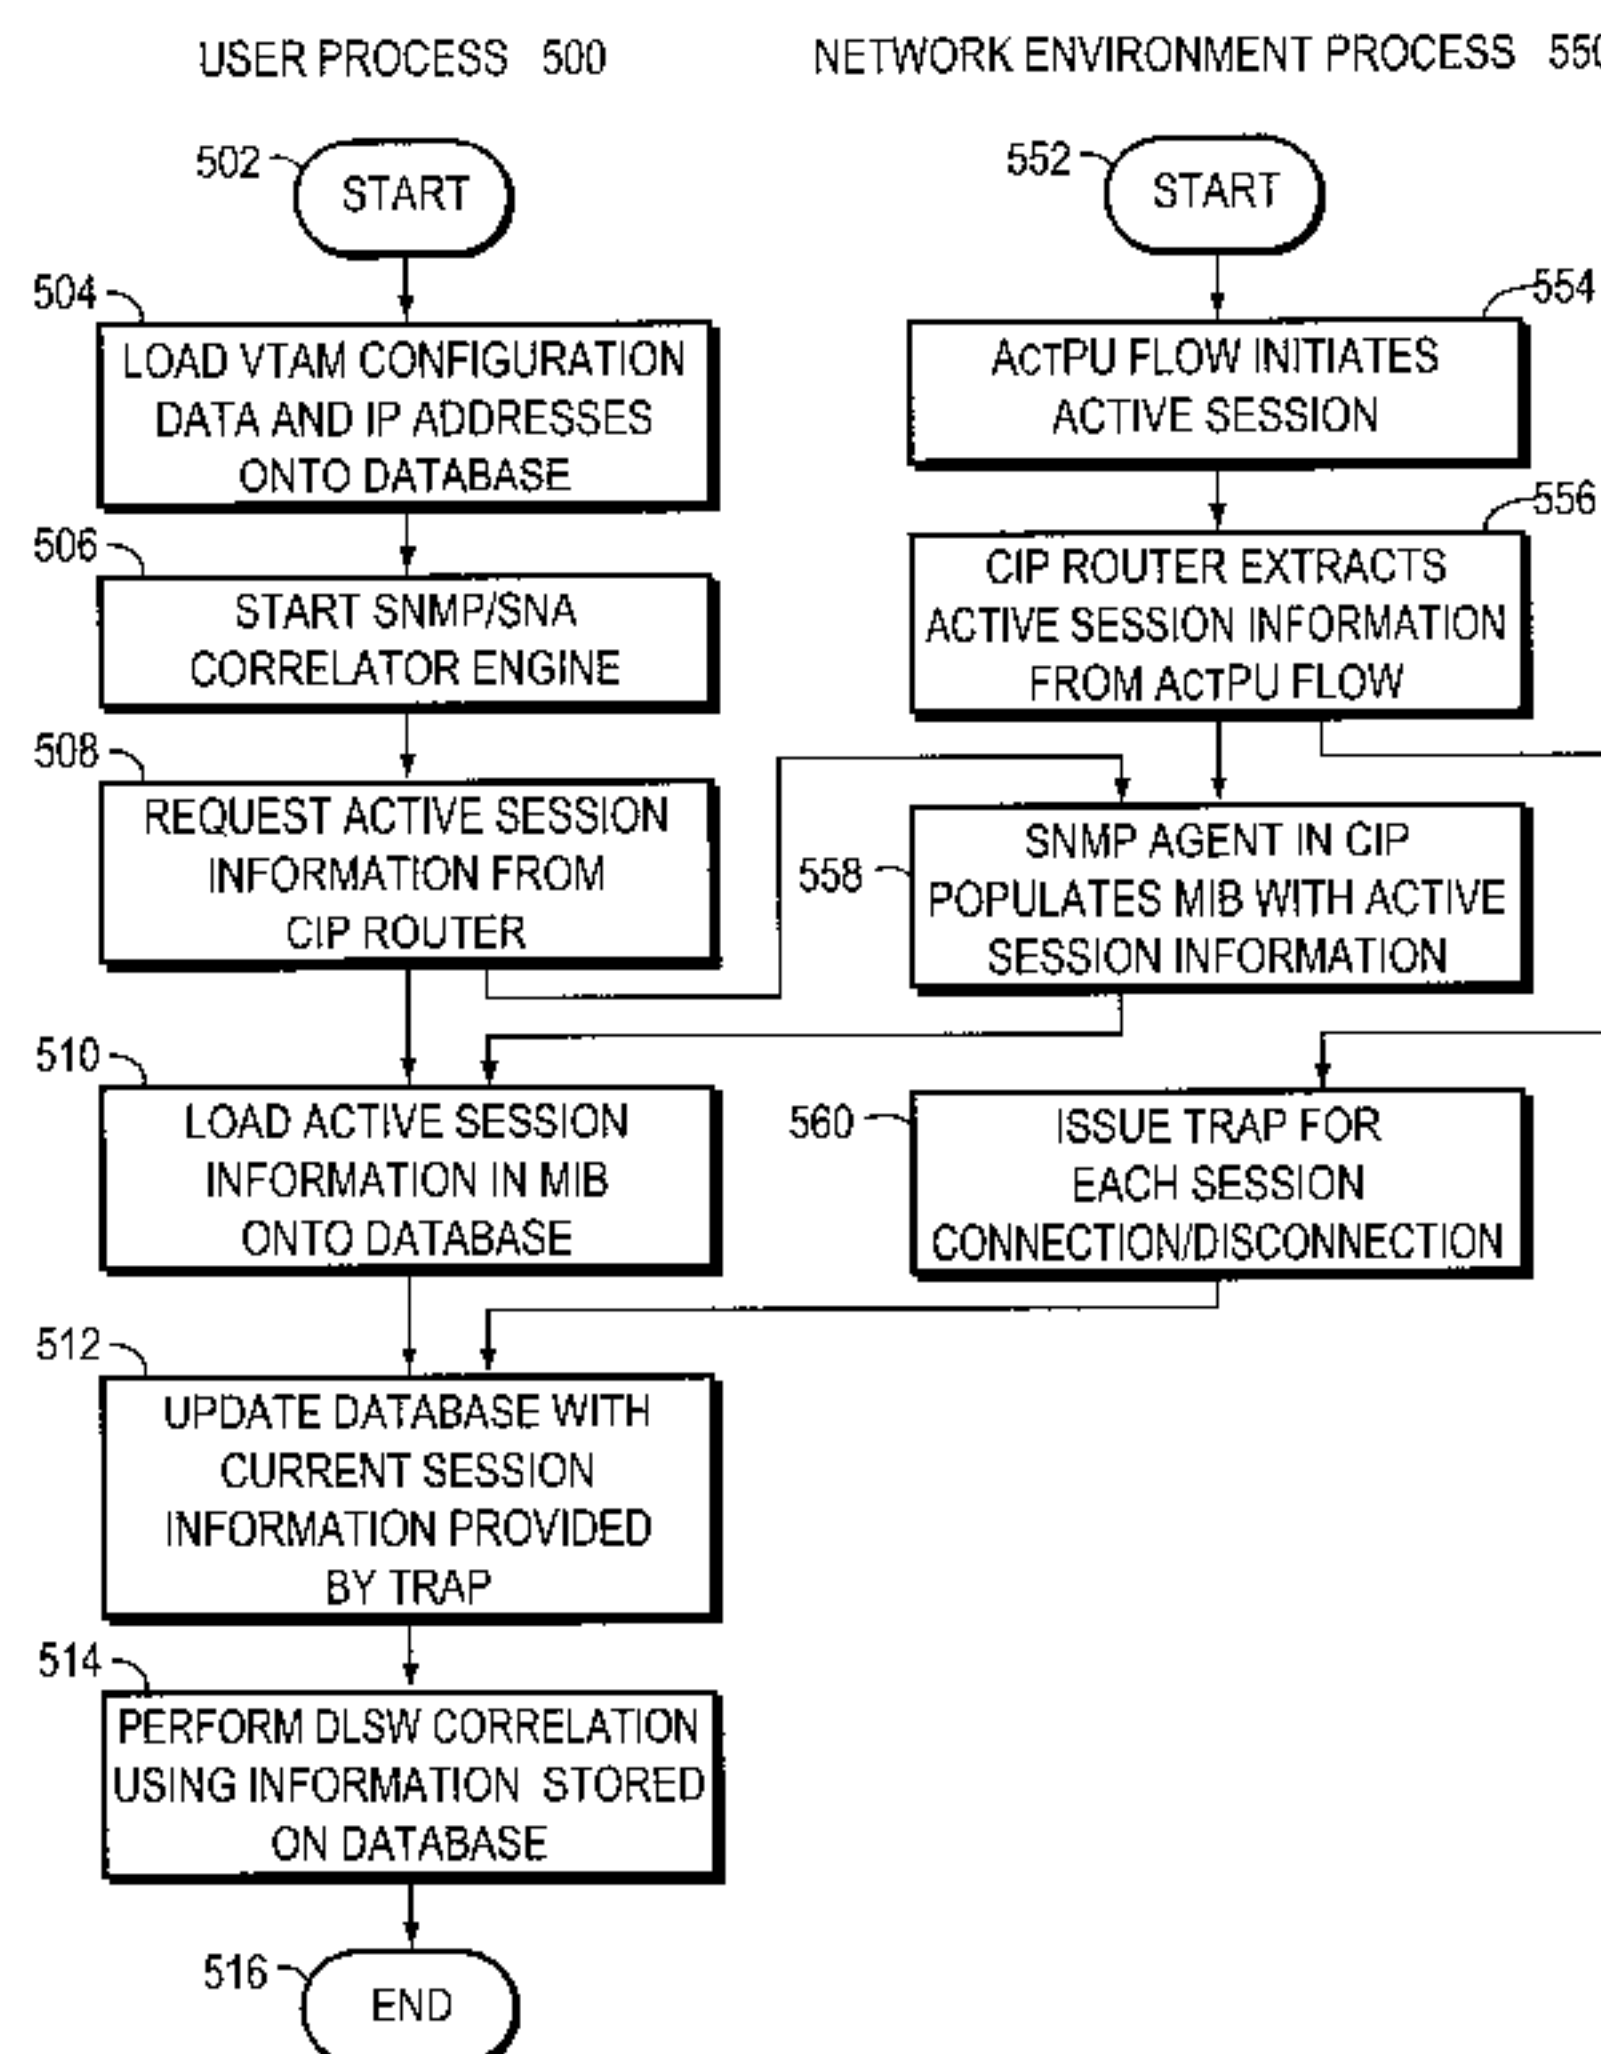 USER PROCESS 500
502
START
504
LOAD VTAM CONFIGURATION
DATA AND IP ADDRESSES
ONTO DATABASE
506
START SNMP/SNA
CORRELATOR ENGINE
508
REQUEST ACTIVE SESSION
INFORMATION FROM
CIP ROUTER
510
LOAD ACTIVE SESSION
INFORMATION IN MIB
ONTO DATABASE
512
UPDATE DATABASE WITH
CURRENT SESSION
INFORMATION PROVIDED
BY TRAP
514
PERFORM DLSW CORRELATION
USING INFORMATION STORED
ON DATABASE
516
END
NETWORK ENVIRONMENT PROCESS 550
552
START
554
ACTPU FLOW INITIATES
ACTIVE SESSION
556
CIP ROUTER EXTRACTS
ACTIVE SESSION INFORMATION
FROM ACTPU FLOW
558
SNMP AGENT IN CIP
POPULATES MIB WITH ACTIVE
SESSION INFORMATION
560
ISSUE TRAP FOR
EACH SESSION
CONNECTION/DISCONNECTION